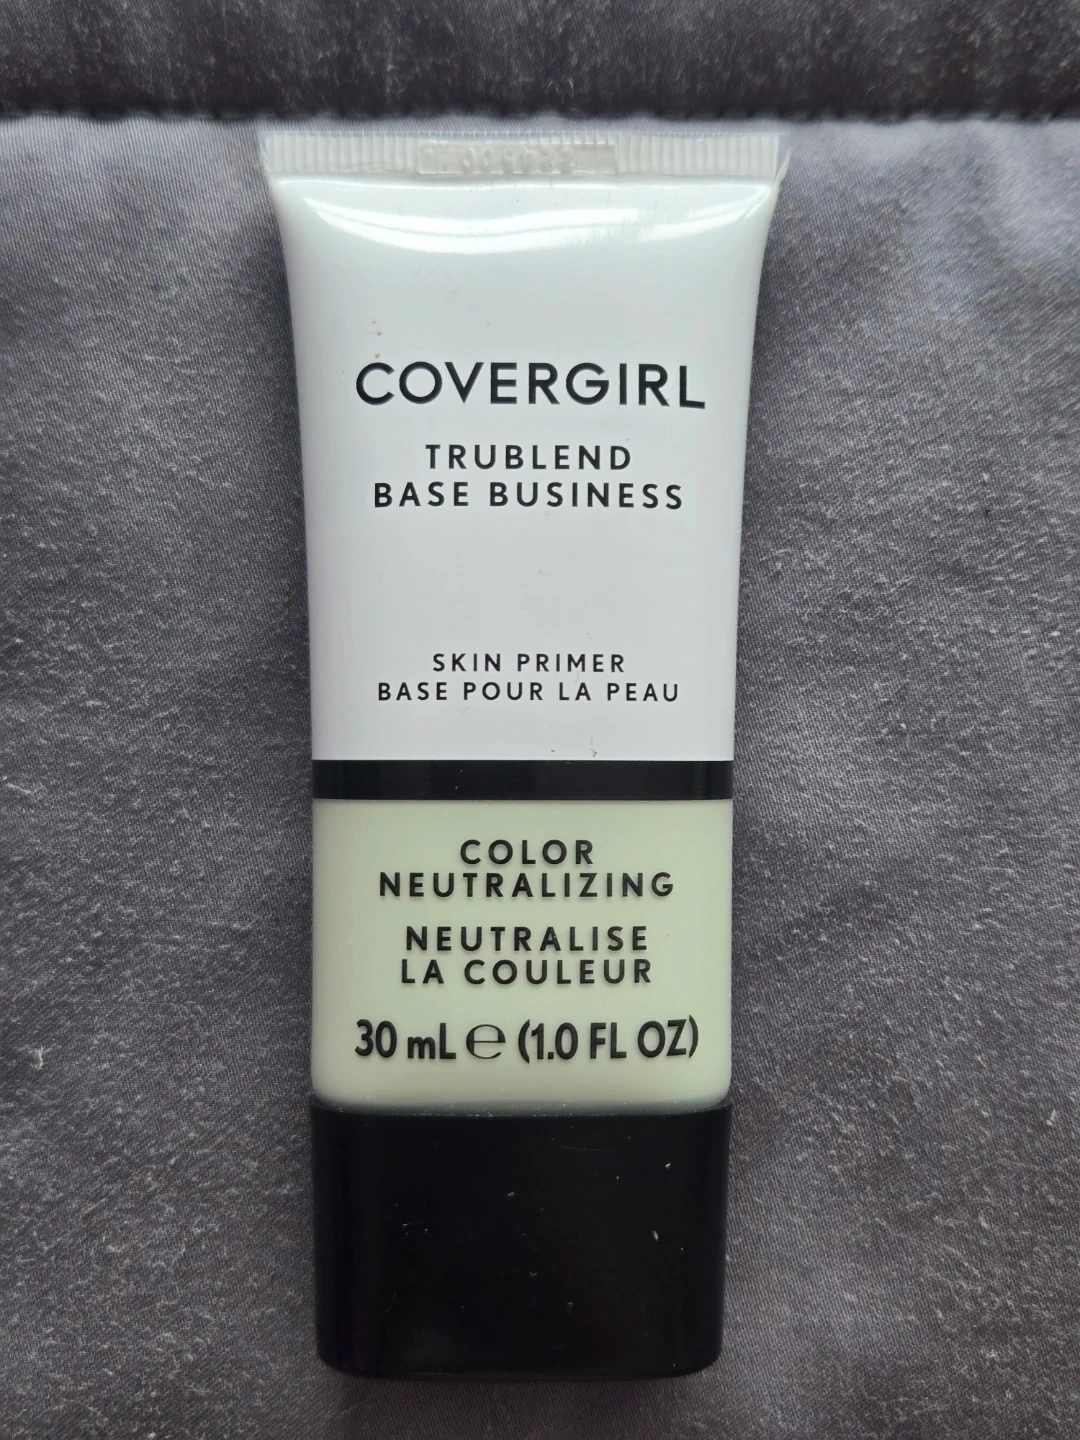 COVERGIRL
TRUBLEND
BASE BUSINESS
SKIN PRIMER
BASE POUR LA PEAU
COLOR
NEUTRALIZING
NEUTRALISE
LA COULEUR
30 mL ℮ (1.0 FL OZ)